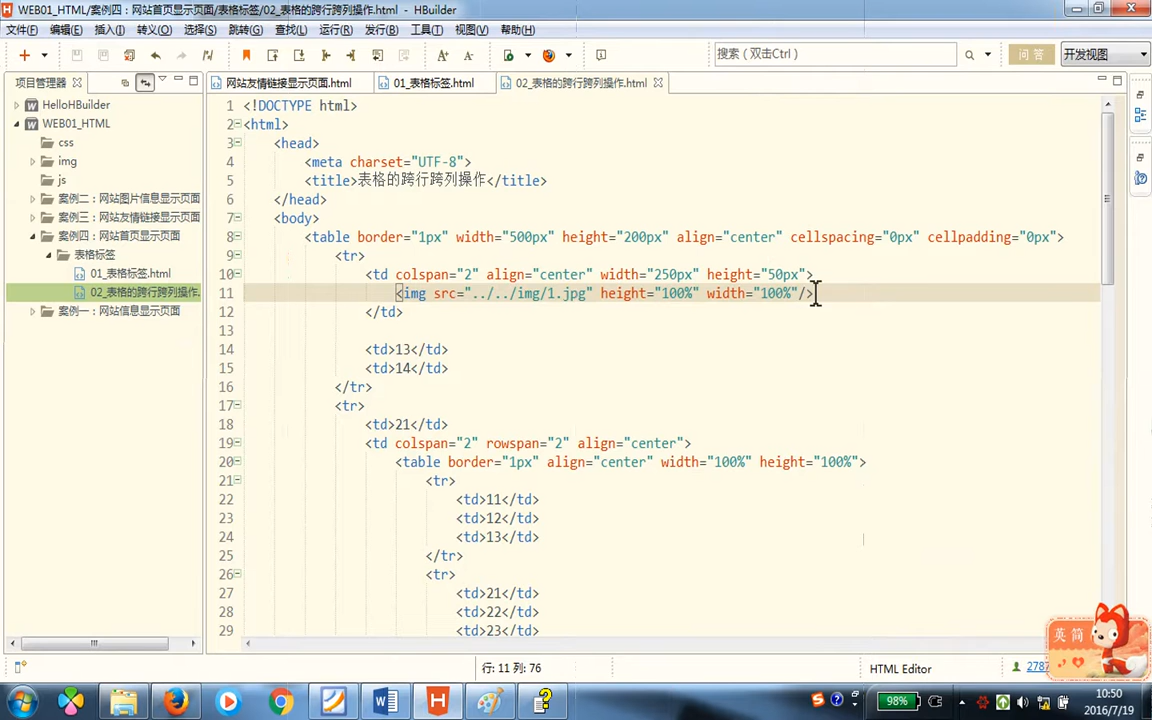 WEB01_HTML/案例四：网站首页显示页面/表格标签/02_表格的跨行跨列操作.html - HBuilder
文件(F) 编辑(E) 插入(I) 转义(O) 选择(S) 跳转(G) 查找(L) 运行(R) 发行(B) 工具(T) 视图(V) 帮助(H)
搜索（双击Ctrl） 问 答 开发视图
项目管理器 网站友情链接显示页面.html 01_表格标签.html 02_表格的跨行跨列操作.html
HelloHBuilder
WEB01_HTML
css
img
js
案例二：网站图片信息显示页面
案例三：网站友情链接显示页面
案例四：网站首页显示页面
表格标签
01_表格标签.html
02_表格的跨行跨列操作.
案例一：网站信息显示页面
1 <!DOCTYPE html>
2 <html>
3 <head>
4 <meta charset="UTF-8">
5 <title>表格的跨行跨列操作</title>
6 </head>
7 <body>
8 <table border="1px" width="500px" height="200px" align="center" cellspacing="0px" cellpadding="0px">
9 <tr>
10 <td colspan="2" align="center" width="250px" height="50px">
11 <img src="../../img/1.jpg" height="100%" width="100%"/>
12 </td>
13
14 <td>13</td>
15 <td>14</td>
16 </tr>
17 <tr>
18 <td>21</td>
19 <td colspan="2" rowspan="2" align="center">
20 <table border="1px" align="center" width="100%" height="100%">
21 <tr>
22 <td>11</td>
23 <td>12</td>
24 <td>13</td>
25 </tr>
26 <tr>
27 <td>21</td>
28 <td>22</td>
29 <td>23</td>
英 简
行: 11 列: 76 HTML Editor 2787
98% 10:50
2016/7/19